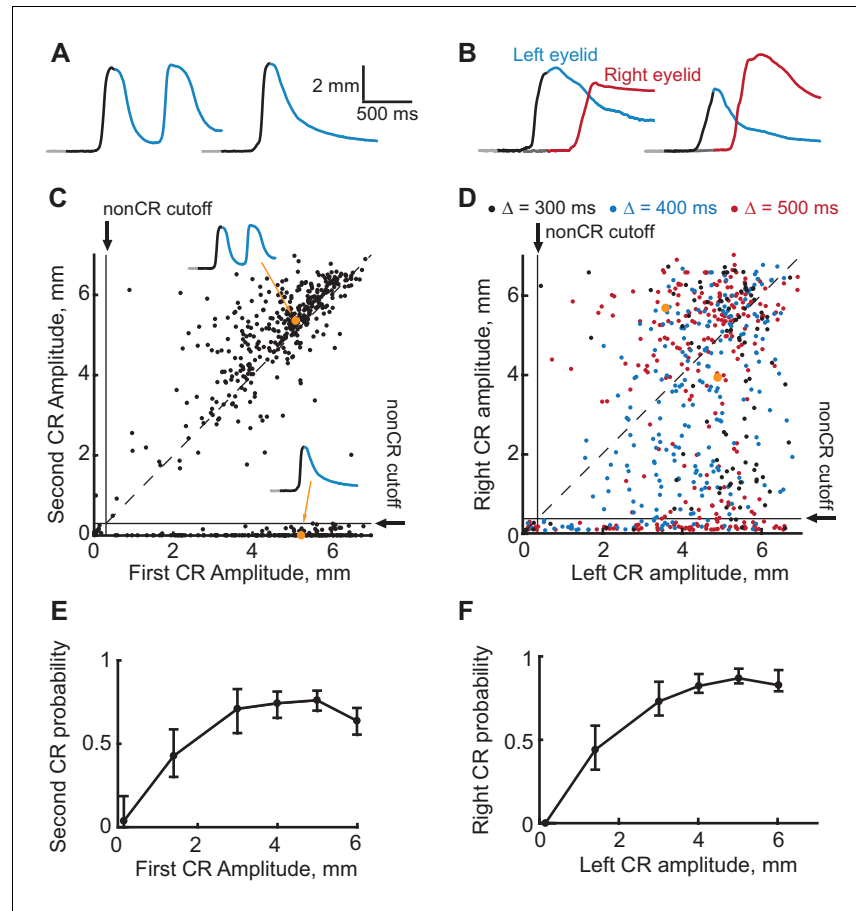 A
2 mm
500 ms
B
Left eyelid
Right eyelid
C
nonCR cutoff
Second CR Amplitude, mm
6
4
2
0
0
2
4
6
First CR Amplitude, mm
nonCR cutoff
D
• Δ = 300 ms • Δ = 400 ms • Δ = 500 ms
nonCR cutoff
Right CR amplitude, mm
6
4
2
0
0
2
4
6
Left CR amplitude, mm
nonCR cutoff
E
Second CR probability
1
0.5
0
0
2
4
6
First CR Amplitude, mm
F
Right CR probability
1
0.5
0
0
2
4
6
Left CR amplitude, mm